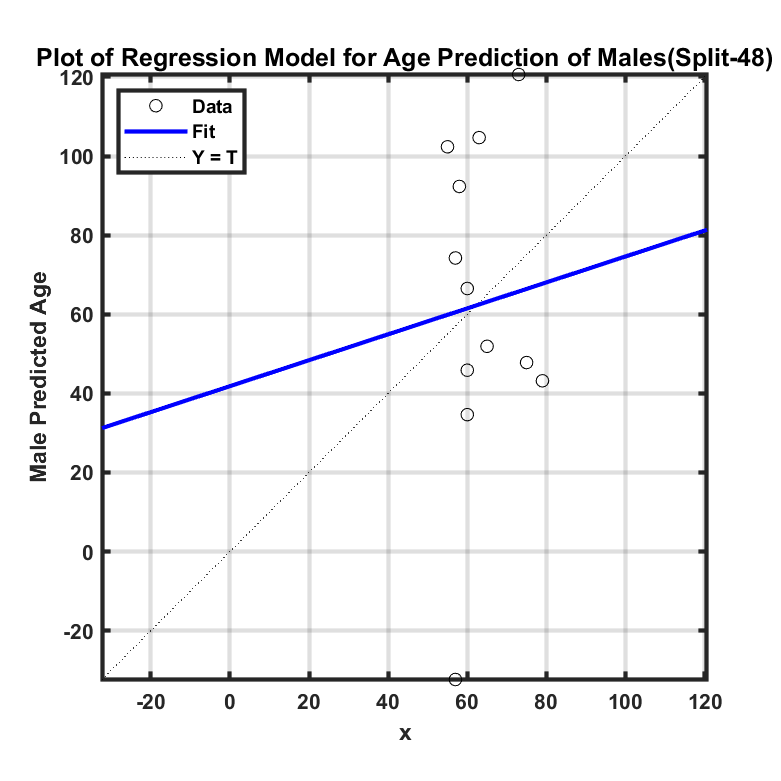 Plot of Regression Model for Age Prediction of Males(Split-48)
Data
Fit
Y = T
120
100
80
60
40
20
0
-20
Male Predicted Age
-20 0 20 40 60 80 100 120
x